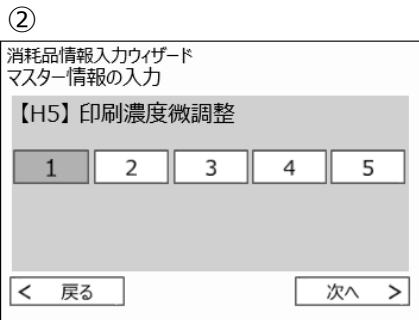 ②
消耗品情報入力ウィザード
マスター情報の入力
【H5】印刷濃度微調整
1 2 3 4 5
< 戻る 次へ >